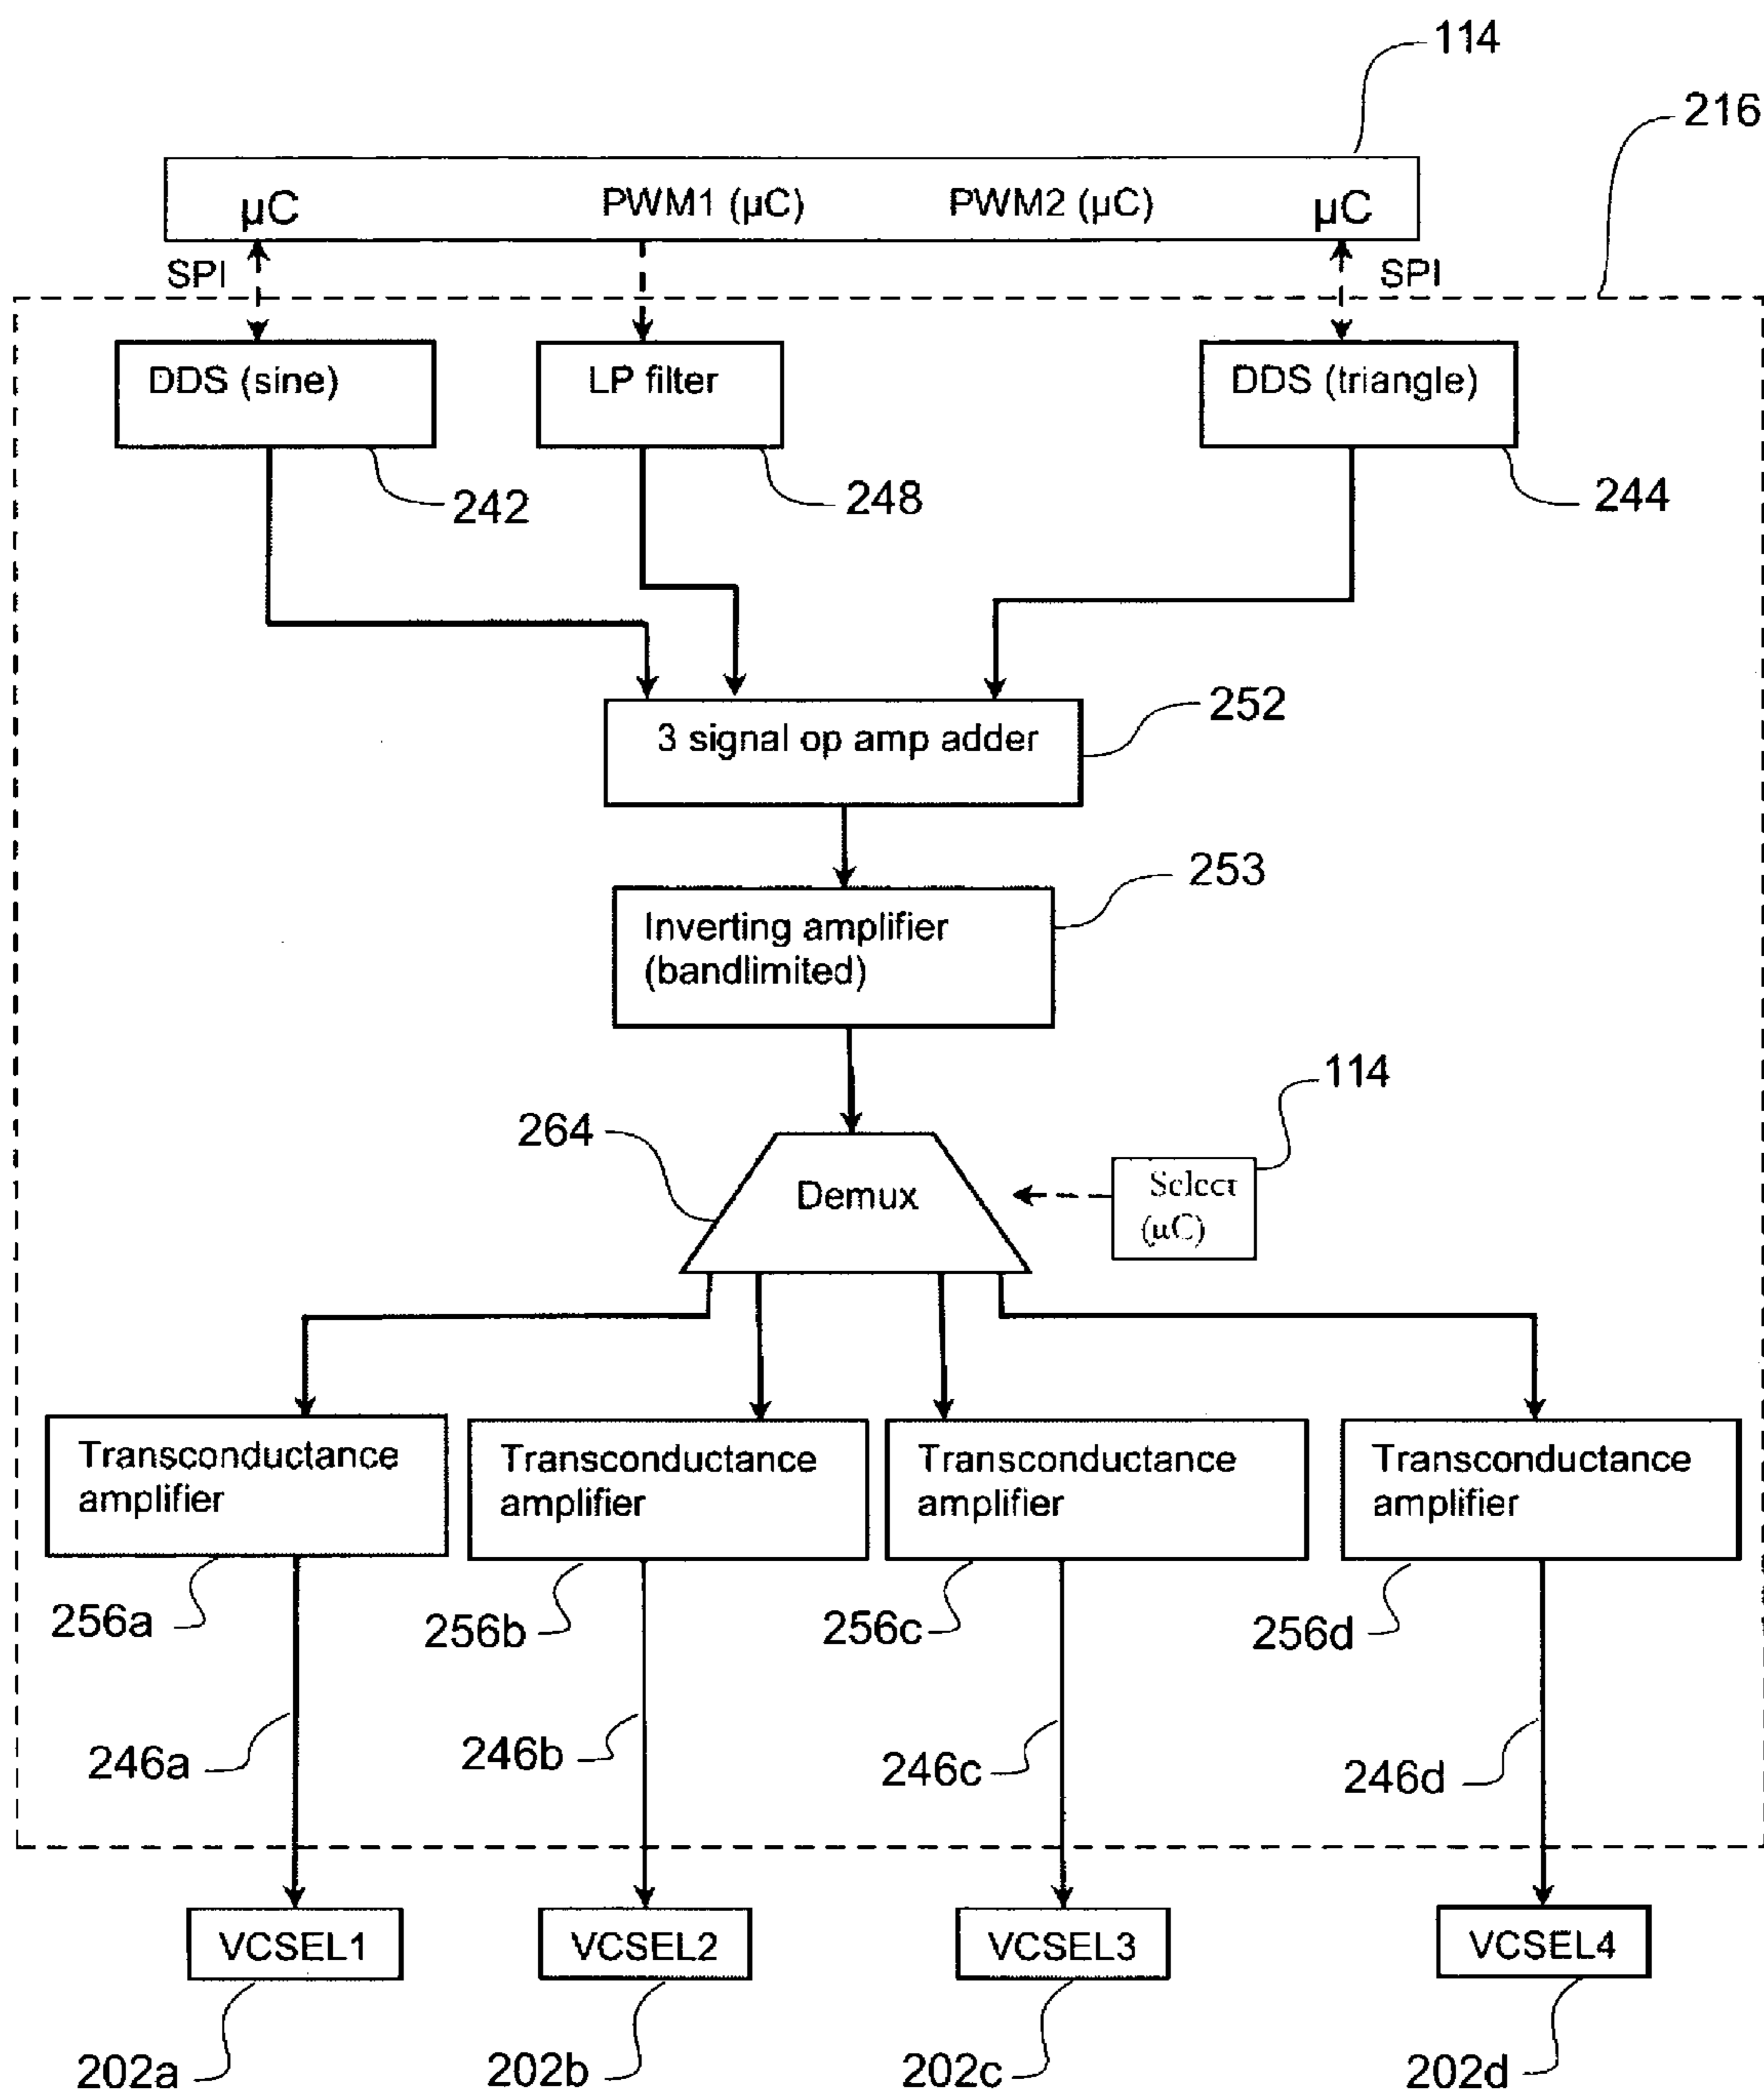 114
216
µC PWM1 (µC) PWM2 (µC) µC
SPI SPI
DDS (sine) LP filter DDS (triangle)
242 248 244
252
3 signal op amp adder
253
Inverting amplifier
(bandlimited)
114
264
Demux
Select
(µC)
Transconductance
amplifier
Transconductance
amplifier
Transconductance
amplifier
Transconductance
amplifier
256a 256b 256c 256d
246a 246b 246c 246d
VCSEL1 VCSEL2 VCSEL3 VCSEL4
202a 202b 202c 202d